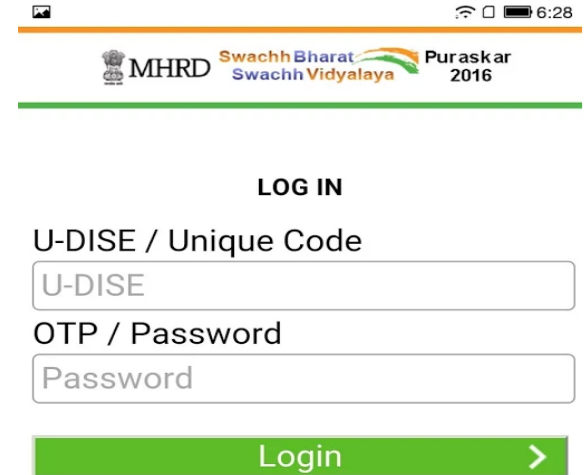 6:28
MHRD
Swachh Bharat
Swachh Vidyalaya
Puraskar
2016
LOG IN
U-DISE / Unique Code
U-DISE
OTP / Password
Password
Login